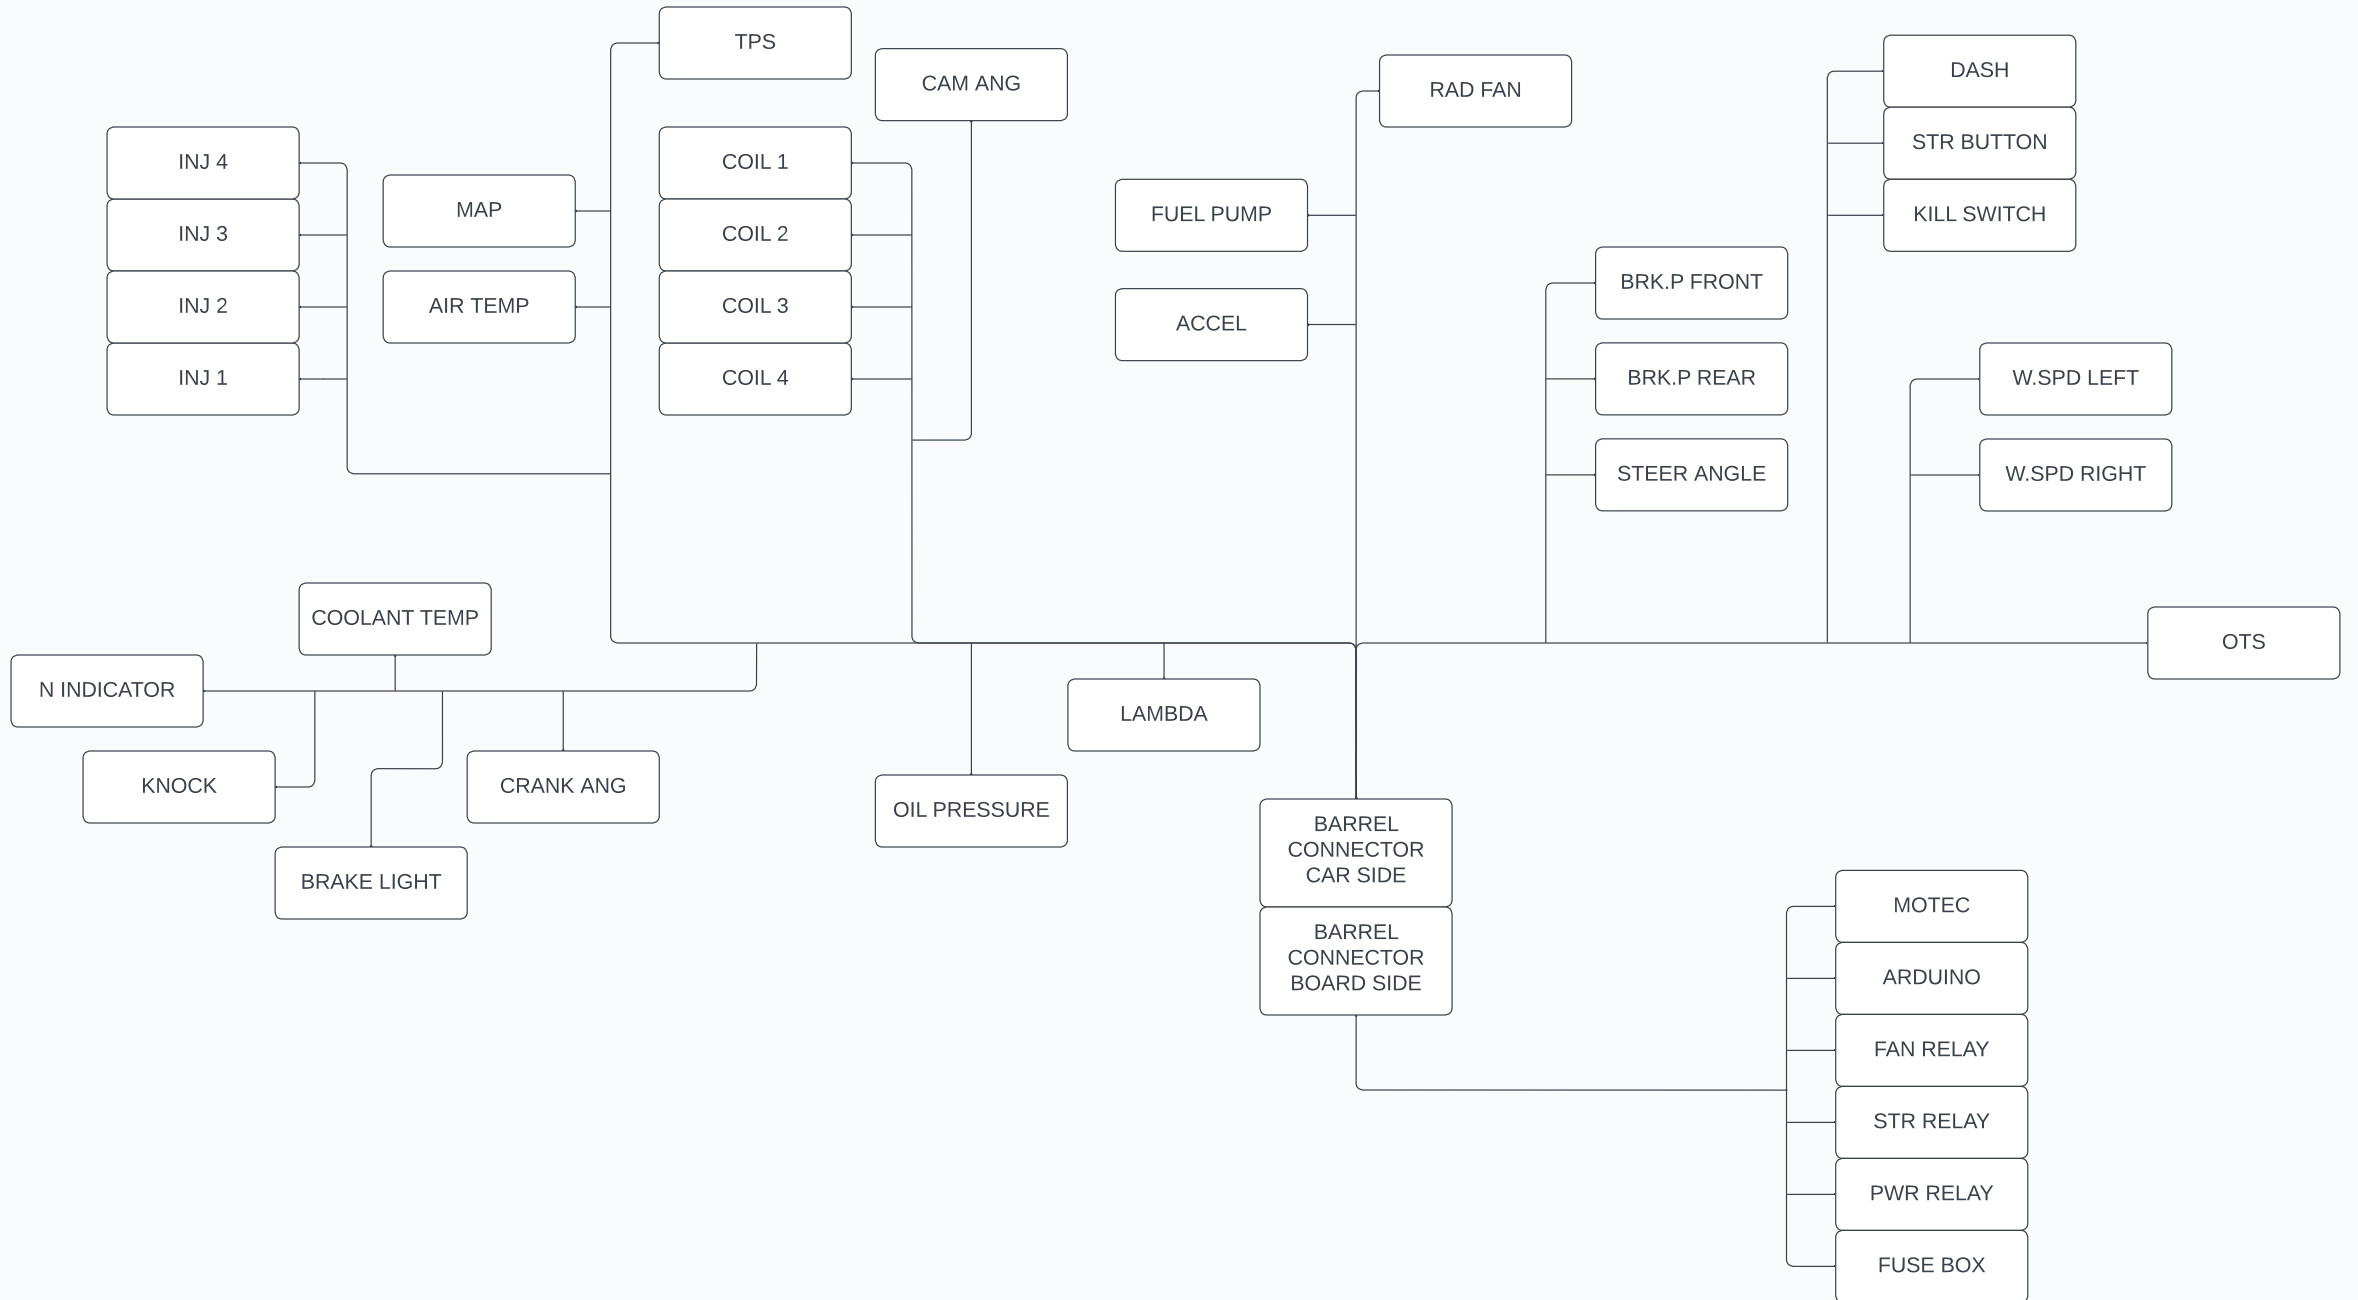 TPS
CAM ANG
RAD FAN
DASH
STR BUTTON
KILL SWITCH
INJ 4
INJ 3
INJ 2
INJ 1
MAP
AIR TEMP
COIL 1
COIL 2
COIL 3
COIL 4
FUEL PUMP
ACCEL
BRK.P FRONT
BRK.P REAR
STEER ANGLE
W.SPD LEFT
W.SPD RIGHT
COOLANT TEMP
N INDICATOR
KNOCK
CRANK ANG
BRAKE LIGHT
OTS
LAMBDA
OIL PRESSURE
BARREL
CONNECTOR
CAR SIDE
BARREL
CONNECTOR
BOARD SIDE
MOTEC
ARDUINO
FAN RELAY
STR RELAY
PWR RELAY
FUSE BOX